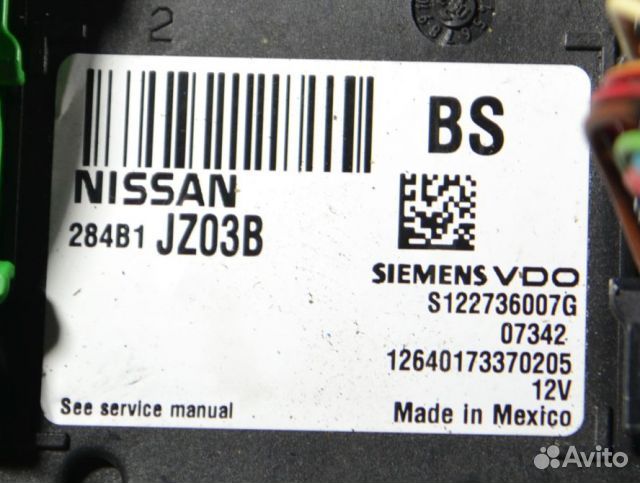 2
BS
NISSAN
284B1 JZ03B
SIEMENS VDO
S122736007G
07342
12640173370205
12V
See service manual
Made in Mexico
Avito